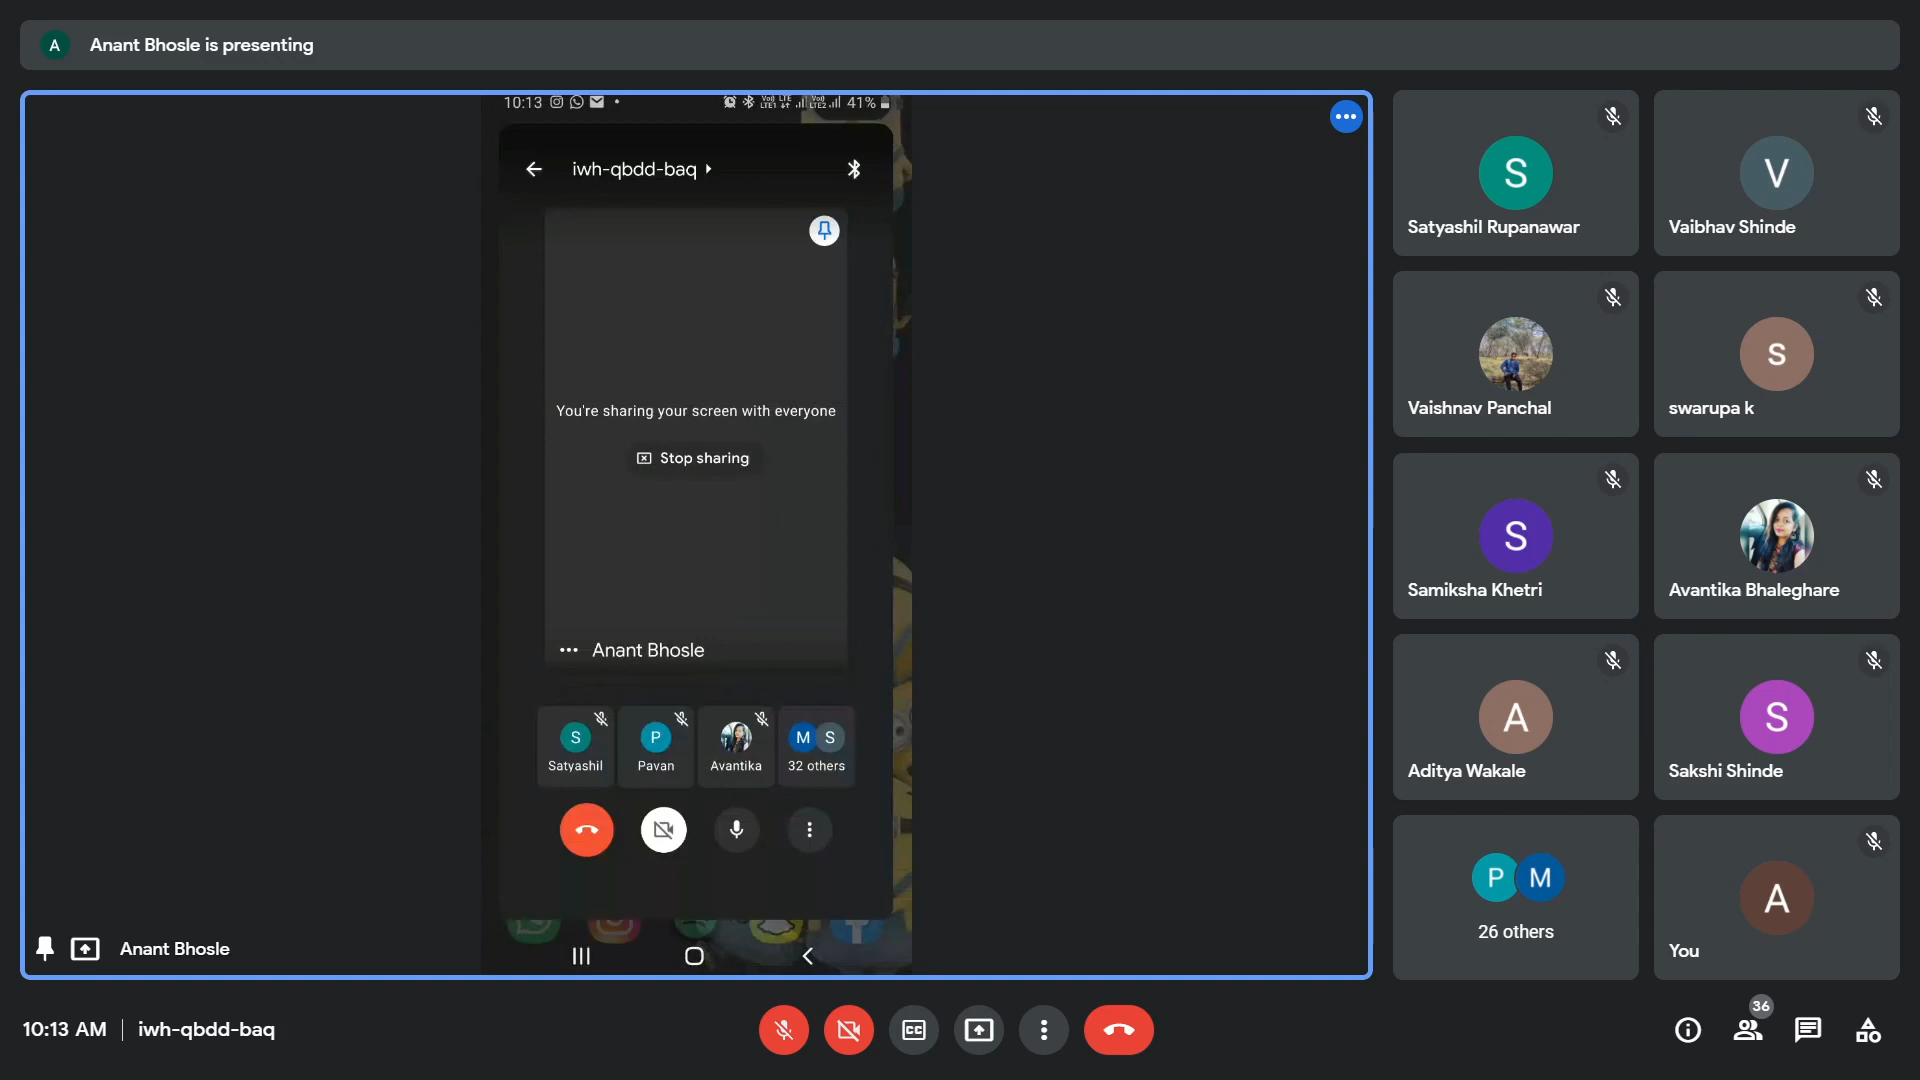 A
Anant Bhosle is presenting
10:13
41%
iwh-qbdd-baq
You're sharing your screen with everyone
Stop sharing
Anant Bhosle
S
Satyashil
P
Pavan
Avantika
M S
32 others
Anant Bhosle
S
Satyashil Rupanawar
V
Vaibhav Shinde
Vaishnav Panchal
s
swarupa k
S
Samiksha Khetri
Avantika Bhaleghare
A
Aditya Wakale
S
Sakshi Shinde
P M
26 others
A
You
10:13 AM | iwh-qbdd-baq
CC
36